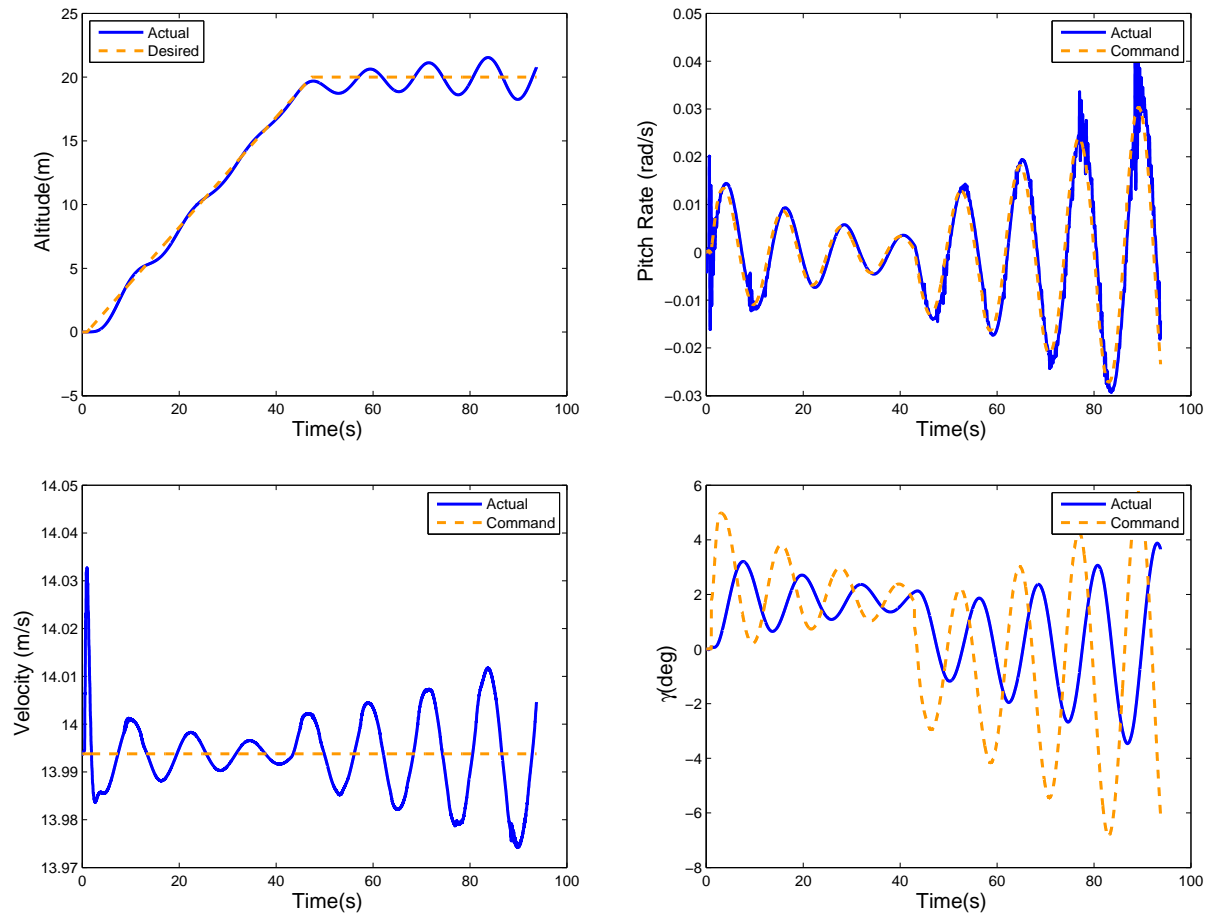 25
20
15
10
5
0
−5
0 20 40 60 80 100
Altitude(m)
Time(s)
Actual
Desired
0.05
0.04
0.03
0.02
0.01
0
−0.01
−0.02
−0.03
0 20 40 60 80 100
Pitch Rate (rad/s)
Time(s)
Actual
Command
14.05
14.04
14.03
14.02
14.01
14
13.99
13.98
13.97
0 20 40 60 80 100
Velocity (m/s)
Time(s)
Actual
Command
6
4
2
0
−2
−4
−6
−8
0 20 40 60 80 100
γ(deg)
Time(s)
Actual
Command